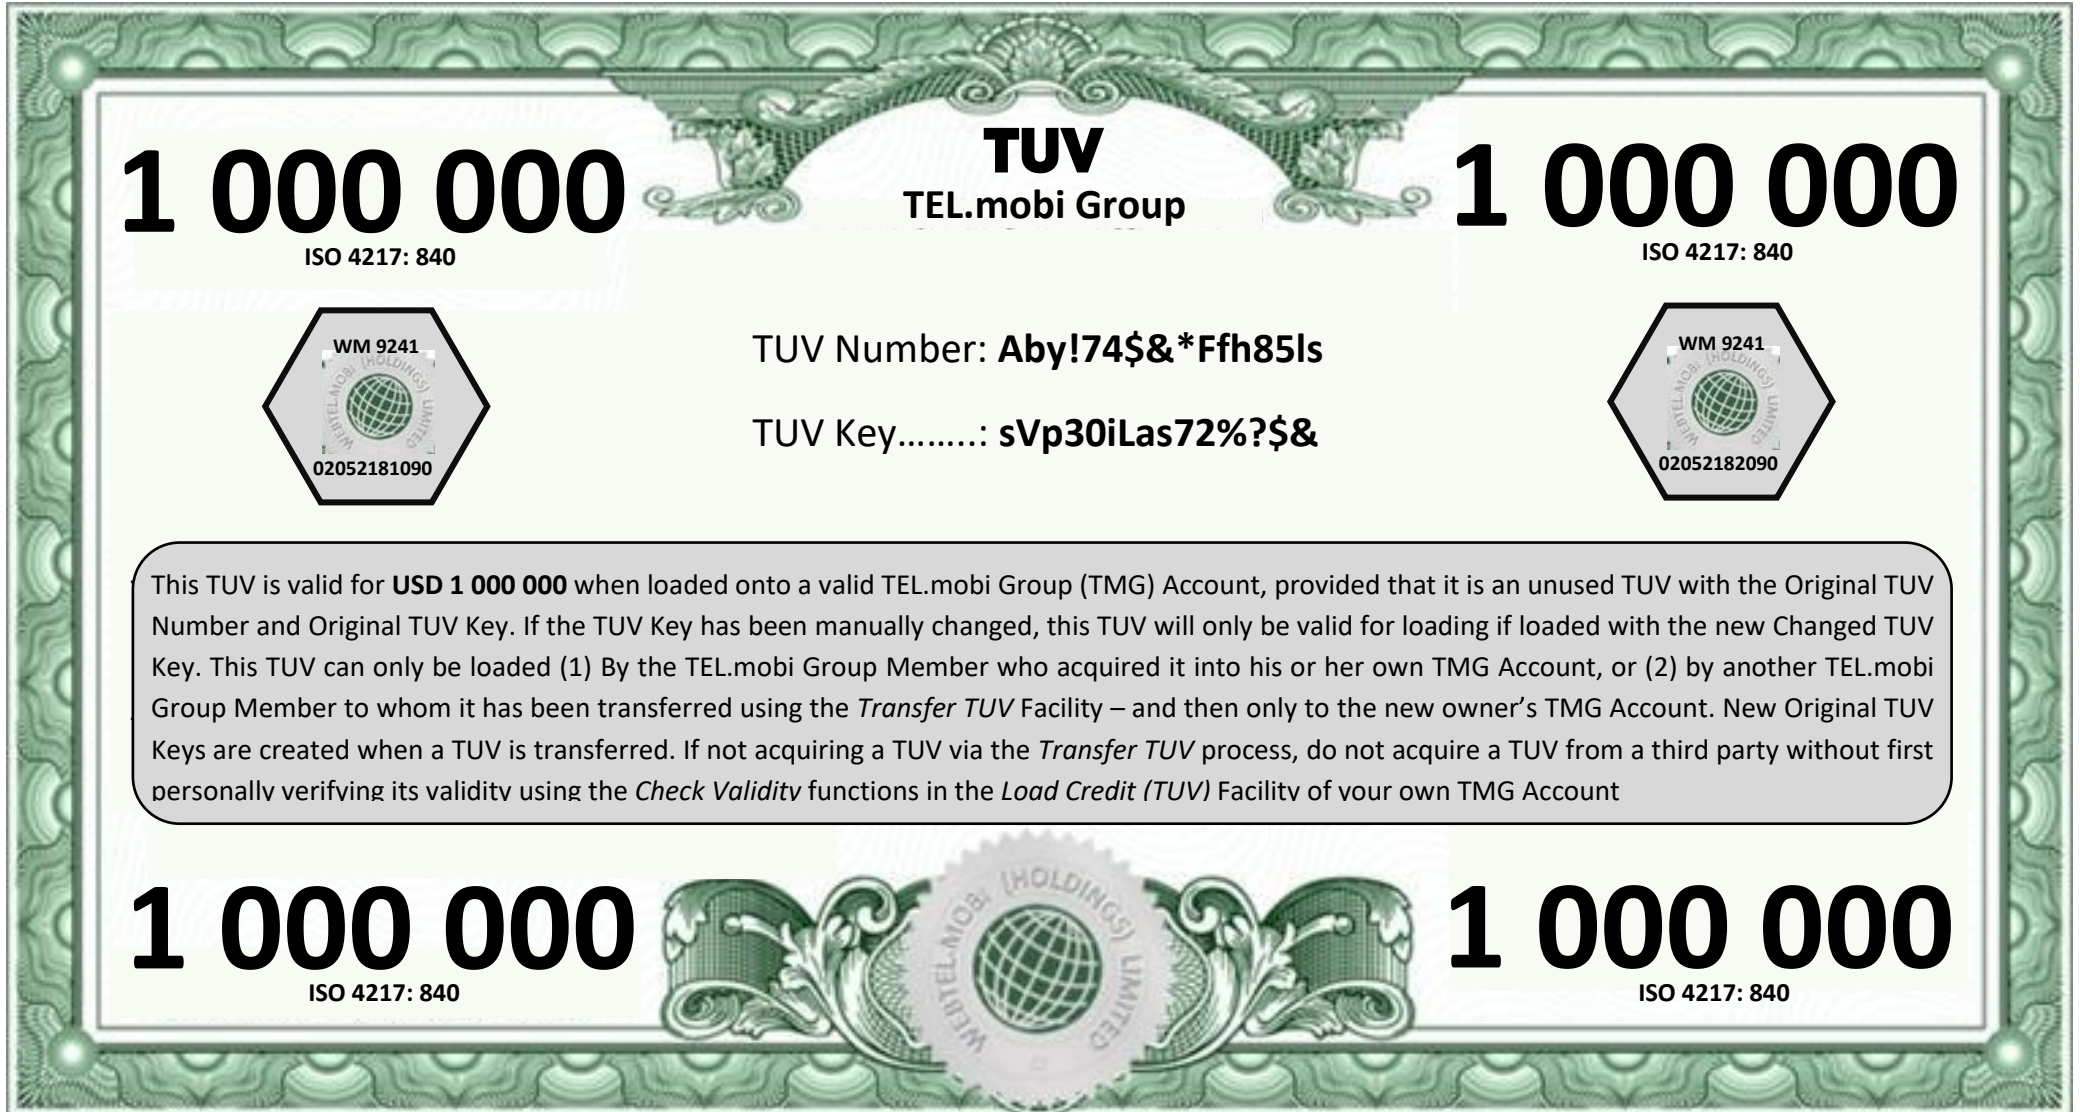 TUV
TEL.mobi Group
1 000 000
ISO 4217: 840
1 000 000
ISO 4217: 840
WM 9241
WEBTEL.MOBI (HOLDINGS) LIMITED
02052181090
TUV Number: Aby!74$&*Ffh85ls
TUV Key........: sVp30iLas72%?$&
WM 9241
WEBTEL.MOBI (HOLDINGS) LIMITED
02052182090
This TUV is valid for USD 1 000 000 when loaded onto a valid TEL.mobi Group (TMG) Account, provided that it is an unused TUV with the Original TUV
Number and Original TUV Key. If the TUV Key has been manually changed, this TUV will only be valid for loading if loaded with the new Changed TUV
Key. This TUV can only be loaded (1) By the TEL.mobi Group Member who acquired it into his or her own TMG Account, or (2) by another TEL.mobi
Group Member to whom it has been transferred using the Transfer TUV Facility – and then only to the new owner’s TMG Account. New Original TUV
Keys are created when a TUV is transferred. If not acquiring a TUV via the Transfer TUV process, do not acquire a TUV from a third party without first
personally verifying its validity using the Check Validity functions in the Load Credit (TUV) Facility of your own TMG Account
1 000 000
ISO 4217: 840
WEBTEL.MOBI (HOLDINGS) LIMITED
1 000 000
ISO 4217: 840